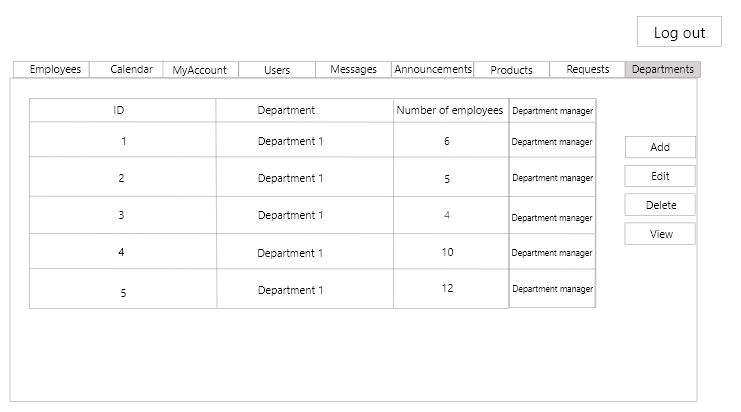 Log out
Employees Calendar MyAccount Users Messages Announcements Products Requests Departments
ID Department Number of employees Department manager
1 Department 1 6 Department manager
2 Department 1 5 Department manager
3 Department 1 4 Department manager
4 Department 1 10 Department manager
5 Department 1 12 Department manager
Add
Edit
Delete
View